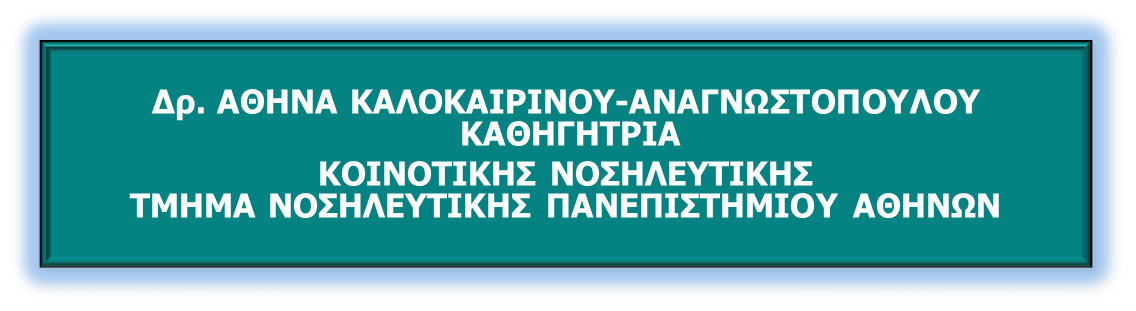 Δρ. ΑΘΗΝΑ ΚΑΛΟΚΑΙΡΙΝΟΥ-ΑΝΑΓΝΩΣΤΟΠΟΥΛΟΥ
ΚΑΘΗΓΗΤΡΙΑ
ΚΟΙΝΟΤΙΚΗΣ ΝΟΣΗΛΕΥΤΙΚΗΣ
ΤΜΗΜΑ ΝΟΣΗΛΕΥΤΙΚΗΣ ΠΑΝΕΠΙΣΤΗΜΙΟΥ ΑΘΗΝΩΝ